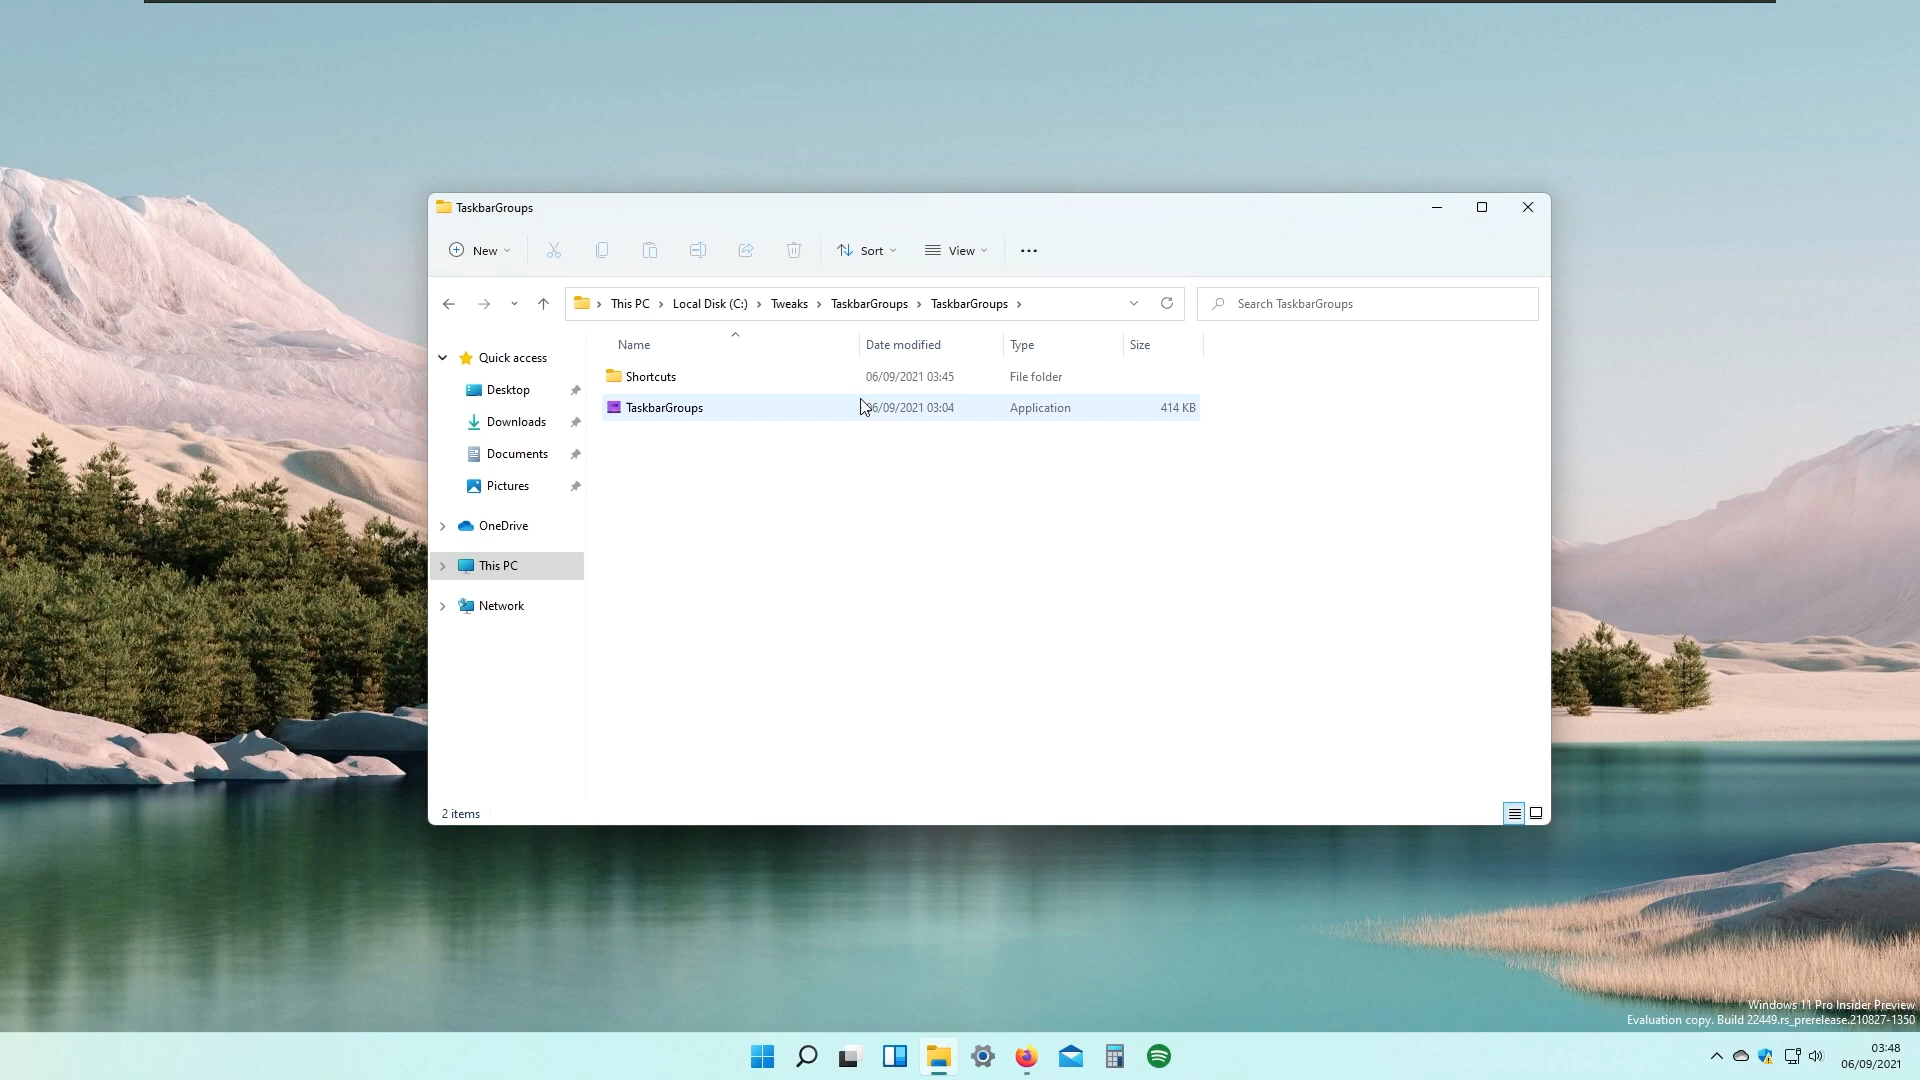 TaskbarGroups
New
Sort
View
This PC
Local Disk (C:)
Tweaks
TaskbarGroups
TaskbarGroups
Search TaskbarGroups
Name
Date modified
Type
Size
Quick access
Desktop
Downloads
Documents
Pictures
OneDrive
This PC
Network
Shortcuts
06/09/2021 03:45
File folder
TaskbarGroups
06/09/2021 03:04
Application
414 KB
2 items
Windows 11 Pro Insider Preview
Evaluation copy. Build 22449.rs_prerelease.210827-1350
03:48
06/09/2021